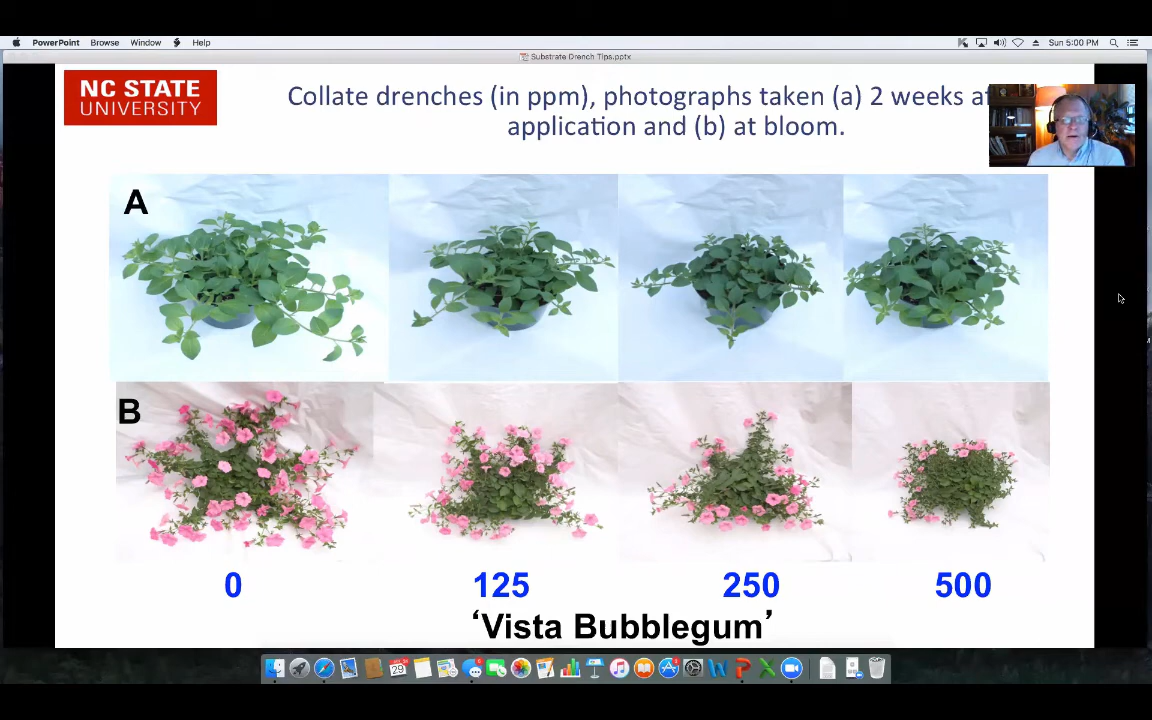 PowerPoint Browse Window Help
Sun 5:00 PM
Substrate Drench Tips.pptx
NC STATE
UNIVERSITY
Collate drenches (in ppm), photographs taken (a) 2 weeks
application and (b) at bloom.
A
B
0 125 250 500
‘Vista Bubblegum’
29